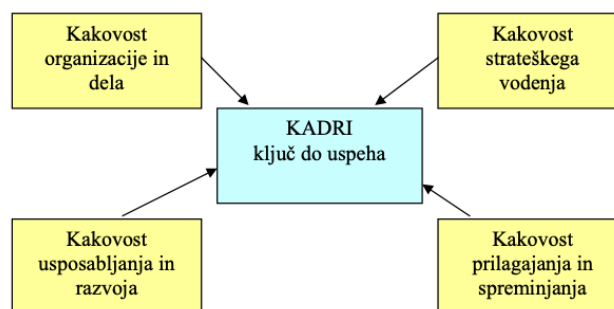 Kakovost
organizacije in
dela
Kakovost
strateškega
vodenja
KADRI
ključ do uspeha
Kakovost
usposabljanja in
razvoja
Kakovost
prilagajanja in
spreminjanja